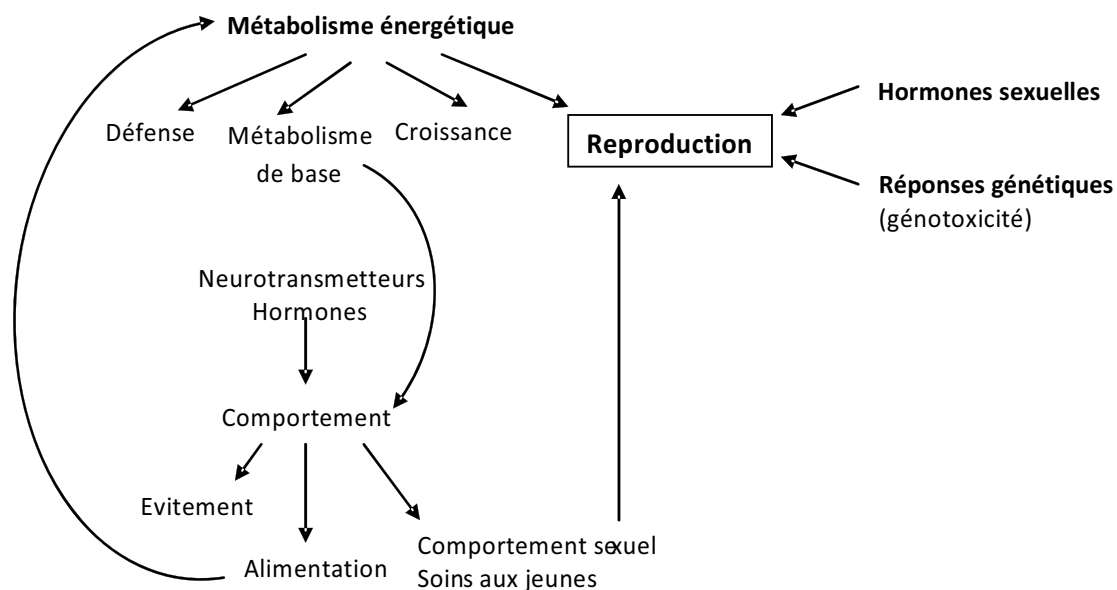 Métabolisme énergétique
Défense
Métabolisme
de base
Croissance
Reproduction
Hormones sexuelles
Réponses génétiques
(génotoxicité)
Neurotransmetteurs
Hormones
Comportement
Evitement
Alimentation
Comportement sexuel
Soins aux jeunes